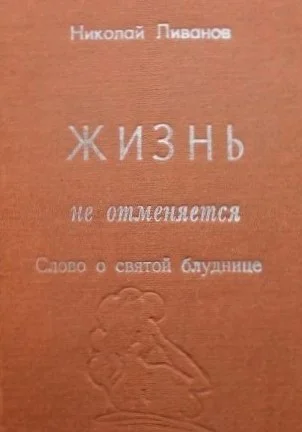 Николай Ливанов
ЖИЗНЬ
не отменяется
Слово о святой блуднице